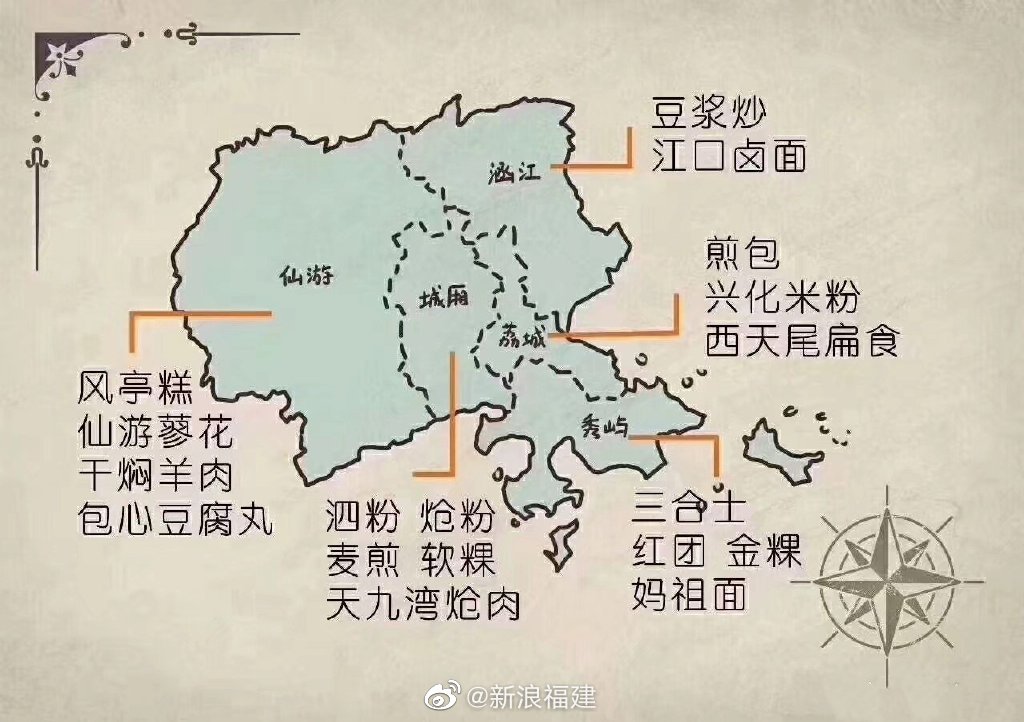 豆浆炒
江口卤面
涵江
煎包
兴化米粉
西天尾扁食
仙游
城厢
荔城
风亭糕
仙游蓼花
干焖羊肉
包心豆腐丸
秀屿
泗粉 炝粉
麦煎 软粿
天九湾炝肉
三合士
红团 金粿
妈祖面
@新浪福建